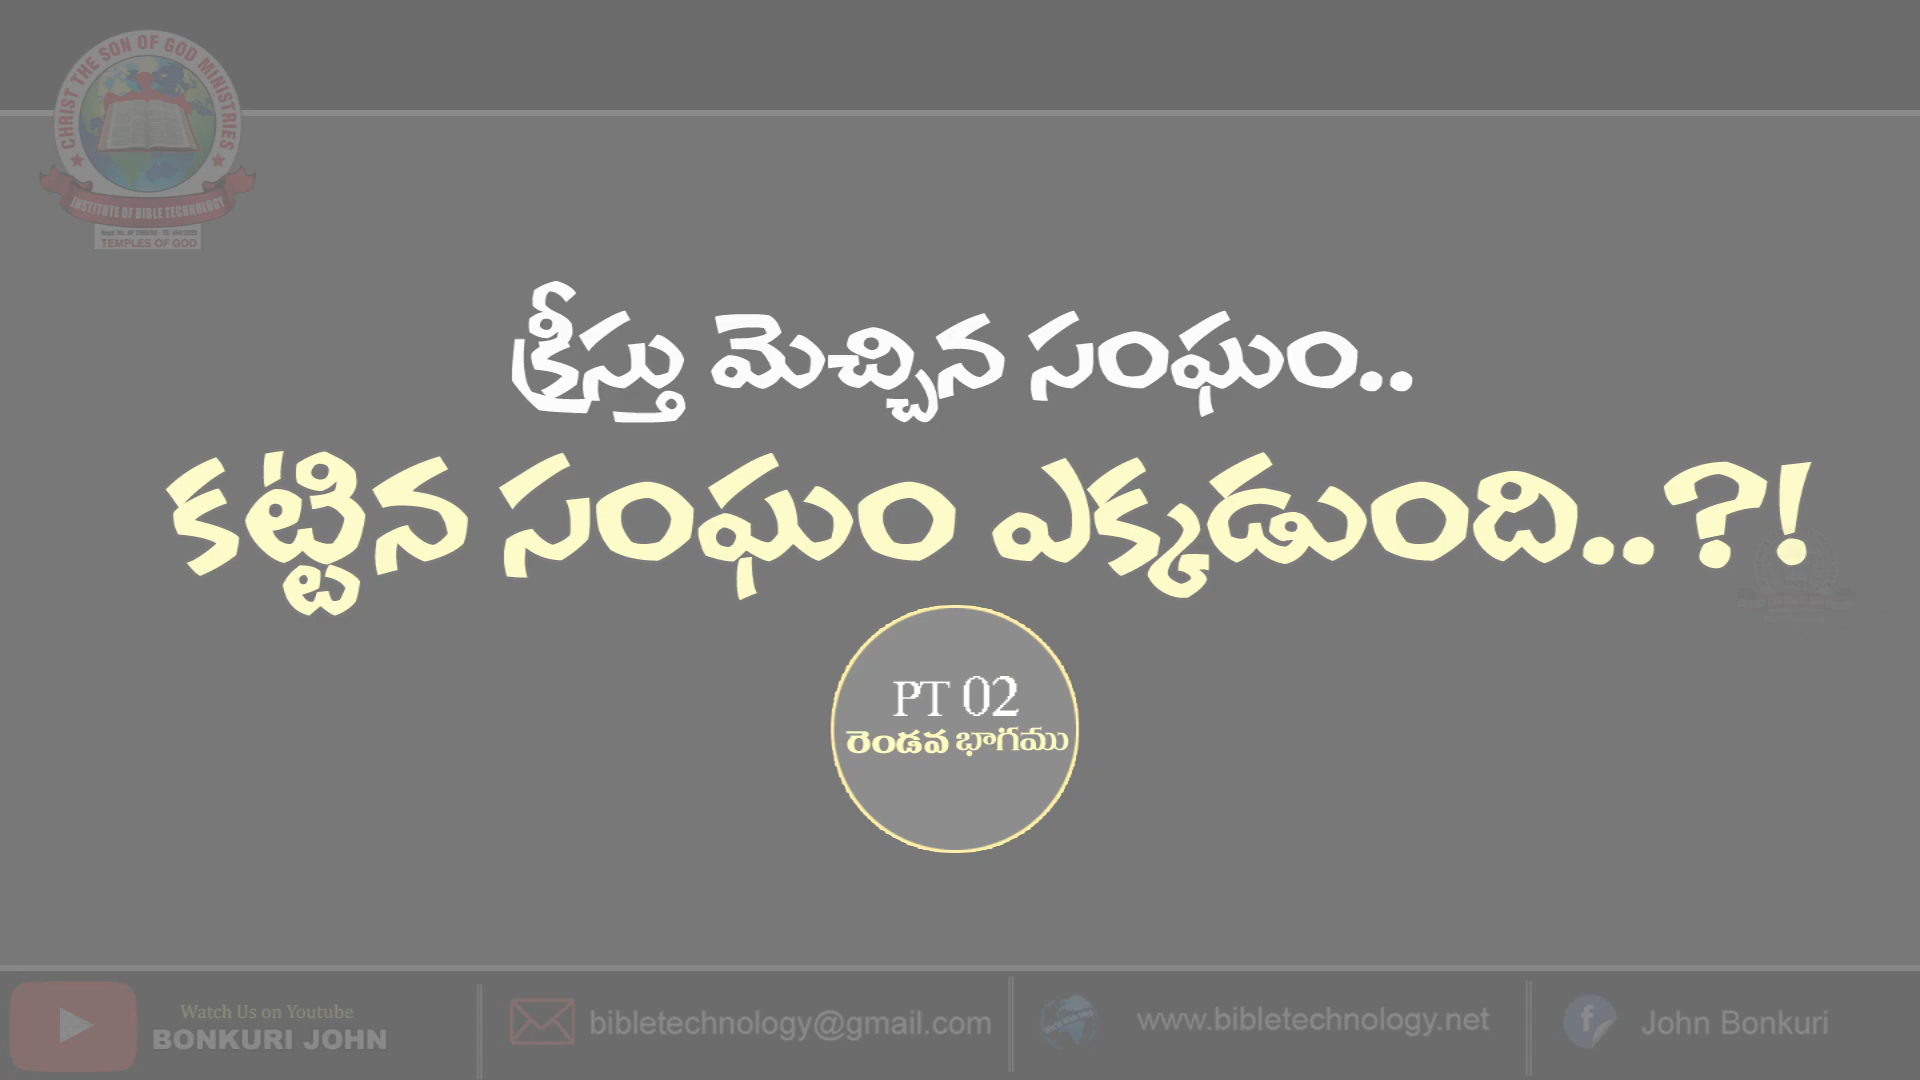 CHRIST THE SON OF GOD MINISTRIES
INSTITUTE OF BIBLE TECHNOLOGY
TEMPLES OF GOD
క్రీస్తు మెచ్చిన సంఘం..
కట్టిన సంఘం ఎక్కడుంది..?!
PT 02
రెండవ భాగము
Watch Us on Youtube
BONKURI JOHN
bibletechnology@gmail.com
www.bibletechnology.net
John Bonkuri